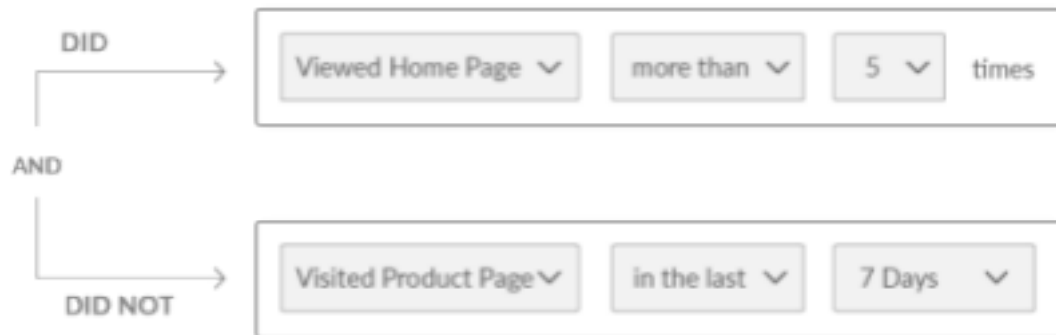 DID
Viewed Home Page more than 5 times
AND
Visited Product Page in the last 7 Days
DID NOT